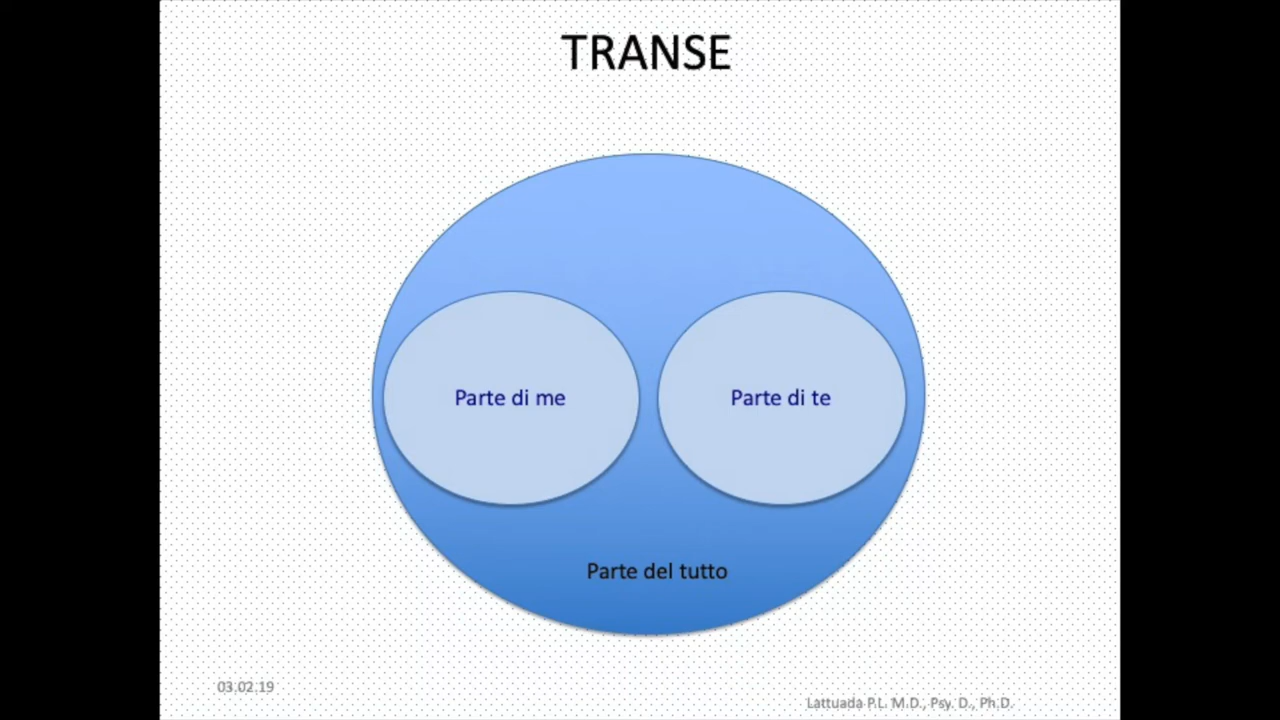 TRANSE
Parte di me
Parte di te
Parte del tutto
03.02.19
Lattuada P.L. M.D., Psy. D., Ph.D.